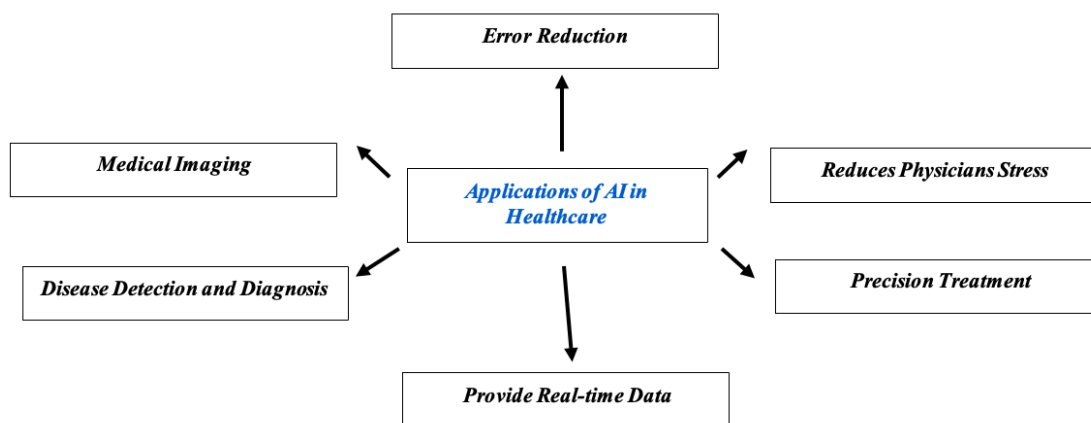 Error Reduction
Medical Imaging
Reduces Physicians Stress
Applications of AI in
Healthcare
Disease Detection and Diagnosis
Precision Treatment
Provide Real-time Data